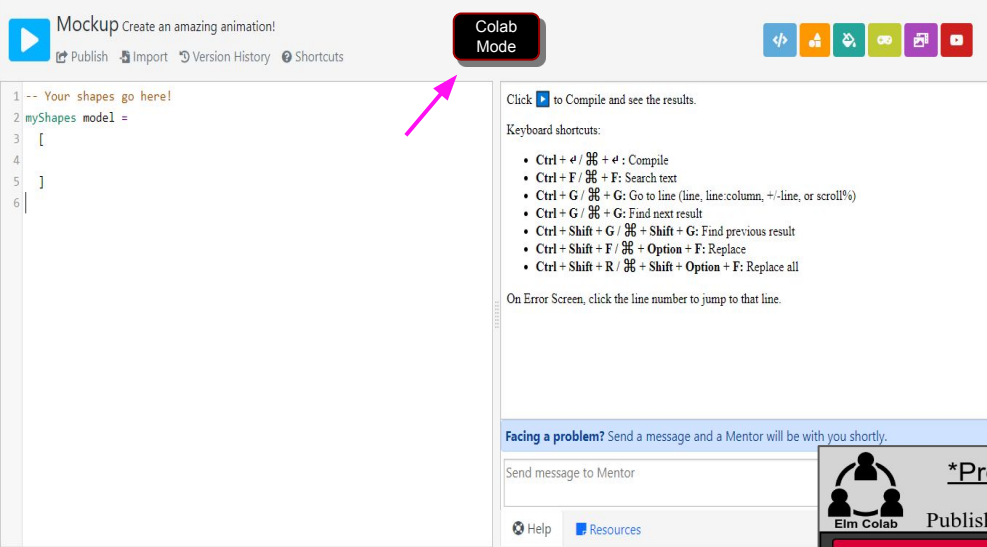 Mockup Create an amazing animation!
Publish Import Version History Shortcuts
Colab
Mode
1 -- Your shapes go here!
2 myShapes model =
3 [
4
5 ]
6
Click to Compile and see the results.
Keyboard shortcuts:
• Ctrl + ↵ / ⌘ + ↵ : Compile
• Ctrl + F / ⌘ + F: Search text
• Ctrl + G / ⌘ + G: Go to line (line, line:column, +/-line, or scroll%)
• Ctrl + G / ⌘ + G: Find next result
• Ctrl + Shift + G / ⌘ + Shift + G: Find previous result
• Ctrl + Shift + F / ⌘ + Option + F: Replace
• Ctrl + Shift + R / ⌘ + Shift + Option + F: Replace all
On Error Screen, click the line number to jump to that line.
Facing a problem? Send a message and a Mentor will be with you shortly.
Send message to Mentor
Help Resources
Elm Colab
*Pr
Publish